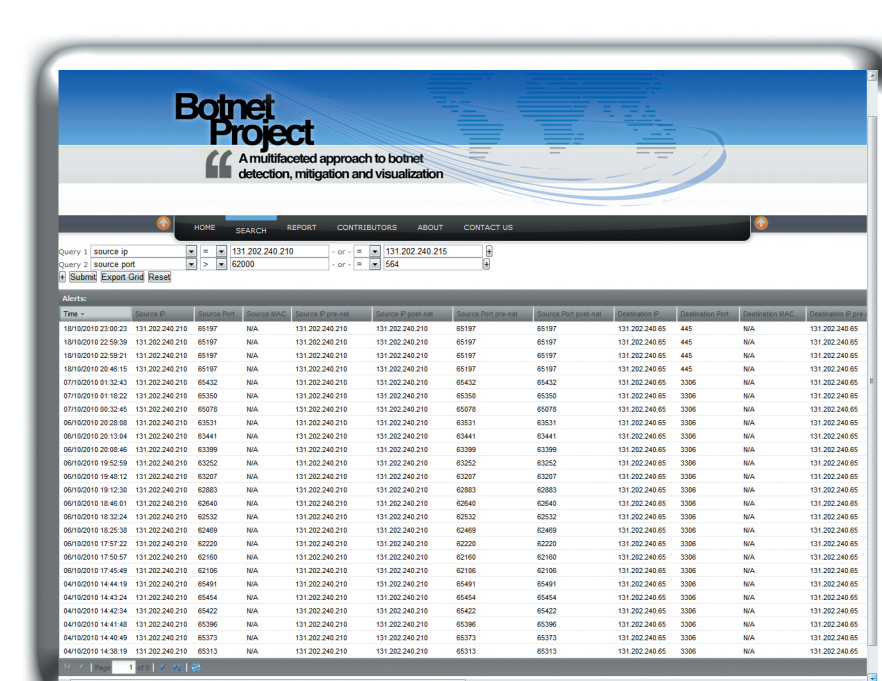 Botnet
Project
A multifaceted approach to botnet
detection, mitigation and visualization
HOME SEARCH REPORT CONTRIBUTORS ABOUT CONTACT US
Query 1 source ip = 131.202.240.210 - or - = 131.202.240.215 +
Query 2 source port > 62000 - or - = 564 +
+ Submit Export Grid Reset
Alerts:
Time Source IP Source Port Source MAC Source IP pre-nat Source IP post-nat Source Port pre-nat Source Port post-nat Destination IP Destination Port Destination MAC Destination IP pre-
18/10/2010 23:00:23 131.202.240.210 65197 N/A 131.202.240.210 131.202.240.210 65197 65197 131.202.240.65 445 N/A 131.202.240.65
18/10/2010 22:59:39 131.202.240.210 65197 N/A 131.202.240.210 131.202.240.210 65197 65197 131.202.240.65 445 N/A 131.202.240.65
18/10/2010 22:59:21 131.202.240.210 65197 N/A 131.202.240.210 131.202.240.210 65197 65197 131.202.240.65 445 N/A 131.202.240.65
18/10/2010 20:46:15 131.202.240.210 65197 N/A 131.202.240.210 131.202.240.210 65197 65197 131.202.240.65 445 N/A 131.202.240.65
07/10/2010 01:32:43 131.202.240.210 65432 N/A 131.202.240.210 131.202.240.210 65432 65432 131.202.240.65 3306 N/A 131.202.240.65
07/10/2010 01:18:22 131.202.240.210 65350 N/A 131.202.240.210 131.202.240.210 65350 65350 131.202.240.65 3306 N/A 131.202.240.65
07/10/2010 00:32:45 131.202.240.210 65078 N/A 131.202.240.210 131.202.240.210 65078 65078 131.202.240.65 3306 N/A 131.202.240.65
06/10/2010 20:28:08 131.202.240.210 63531 N/A 131.202.240.210 131.202.240.210 63531 63531 131.202.240.65 3306 N/A 131.202.240.65
06/10/2010 20:13:04 131.202.240.210 63441 N/A 131.202.240.210 131.202.240.210 63441 63441 131.202.240.65 3306 N/A 131.202.240.65
06/10/2010 20:08:46 131.202.240.210 63399 N/A 131.202.240.210 131.202.240.210 63399 63399 131.202.240.65 3306 N/A 131.202.240.65
06/10/2010 19:52:59 131.202.240.210 63252 N/A 131.202.240.210 131.202.240.210 63252 63252 131.202.240.65 3306 N/A 131.202.240.65
06/10/2010 19:48:12 131.202.240.210 63207 N/A 131.202.240.210 131.202.240.210 63207 63207 131.202.240.65 3306 N/A 131.202.240.65
06/10/2010 19:12:30 131.202.240.210 62883 N/A 131.202.240.210 131.202.240.210 62883 62883 131.202.240.65 3306 N/A 131.202.240.65
06/10/2010 18:46:01 131.202.240.210 62640 N/A 131.202.240.210 131.202.240.210 62640 62640 131.202.240.65 3306 N/A 131.202.240.65
06/10/2010 18:32:24 131.202.240.210 62532 N/A 131.202.240.210 131.202.240.210 62532 62532 131.202.240.65 3306 N/A 131.202.240.65
06/10/2010 18:25:38 131.202.240.210 62469 N/A 131.202.240.210 131.202.240.210 62469 62469 131.202.240.65 3306 N/A 131.202.240.65
06/10/2010 17:57:22 131.202.240.210 62220 N/A 131.202.240.210 131.202.240.210 62220 62220 131.202.240.65 3306 N/A 131.202.240.65
06/10/2010 17:50:57 131.202.240.210 62160 N/A 131.202.240.210 131.202.240.210 62160 62160 131.202.240.65 3306 N/A 131.202.240.65
06/10/2010 17:45:49 131.202.240.210 62106 N/A 131.202.240.210 131.202.240.210 62106 62106 131.202.240.65 3306 N/A 131.202.240.65
04/10/2010 14:44:19 131.202.240.210 65491 N/A 131.202.240.210 131.202.240.210 65491 65491 131.202.240.65 3306 N/A 131.202.240.65
04/10/2010 14:43:24 131.202.240.210 65454 N/A 131.202.240.210 131.202.240.210 65454 65454 131.202.240.65 3306 N/A 131.202.240.65
04/10/2010 14:42:34 131.202.240.210 65422 N/A 131.202.240.210 131.202.240.210 65422 65422 131.202.240.65 3306 N/A 131.202.240.65
04/10/2010 14:41:48 131.202.240.210 65396 N/A 131.202.240.210 131.202.240.210 65396 65396 131.202.240.65 3306 N/A 131.202.240.65
04/10/2010 14:40:49 131.202.240.210 65373 N/A 131.202.240.210 131.202.240.210 65373 65373 131.202.240.65 3306 N/A 131.202.240.65
04/10/2010 14:38:19 131.202.240.210 65313 N/A 131.202.240.210 131.202.240.210 65313 65313 131.202.240.65 3306 N/A 131.202.240.65
Page 1 of 5